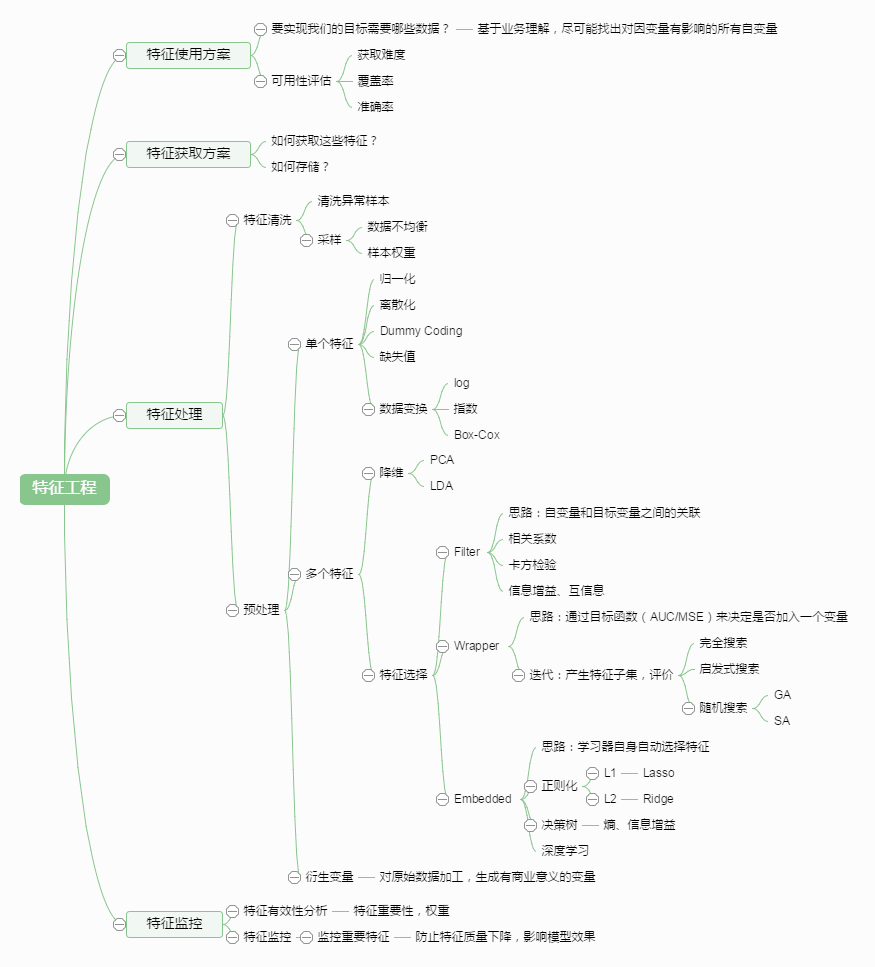 要实现我们的目标需要哪些数据？ 基于业务理解，尽可能找出对因变量有影响的所有自变量
特征使用方案
获取难度
可用性评估
覆盖率
准确率
如何获取这些特征？
特征获取方案
如何存储？
清洗异常样本
特征清洗
数据不均衡
采样
样本权重
归一化
离散化
Dummy Coding
单个特征
缺失值
log
数据变换
指数
特征处理
Box-Cox
PCA
降维
LDA
特征工程
思路：自变量和目标变量之间的关联
相关系数
Filter
卡方检验
多个特征
信息增益、互信息
预处理
思路：通过目标函数（AUC/MSE）来决定是否加入一个变量
Wrapper
完全搜索
特征选择
迭代：产生特征子集，评价
启发式搜索
GA
随机搜索
SA
思路：学习器自身自动选择特征
L1 Lasso
正则化
Embedded
L2 Ridge
决策树 熵、信息增益
深度学习
衍生变量 对原始数据加工，生成有商业意义的变量
特征有效性分析 特征重要性，权重
特征监控
特征监控 监控重要特征 防止特征质量下降，影响模型效果